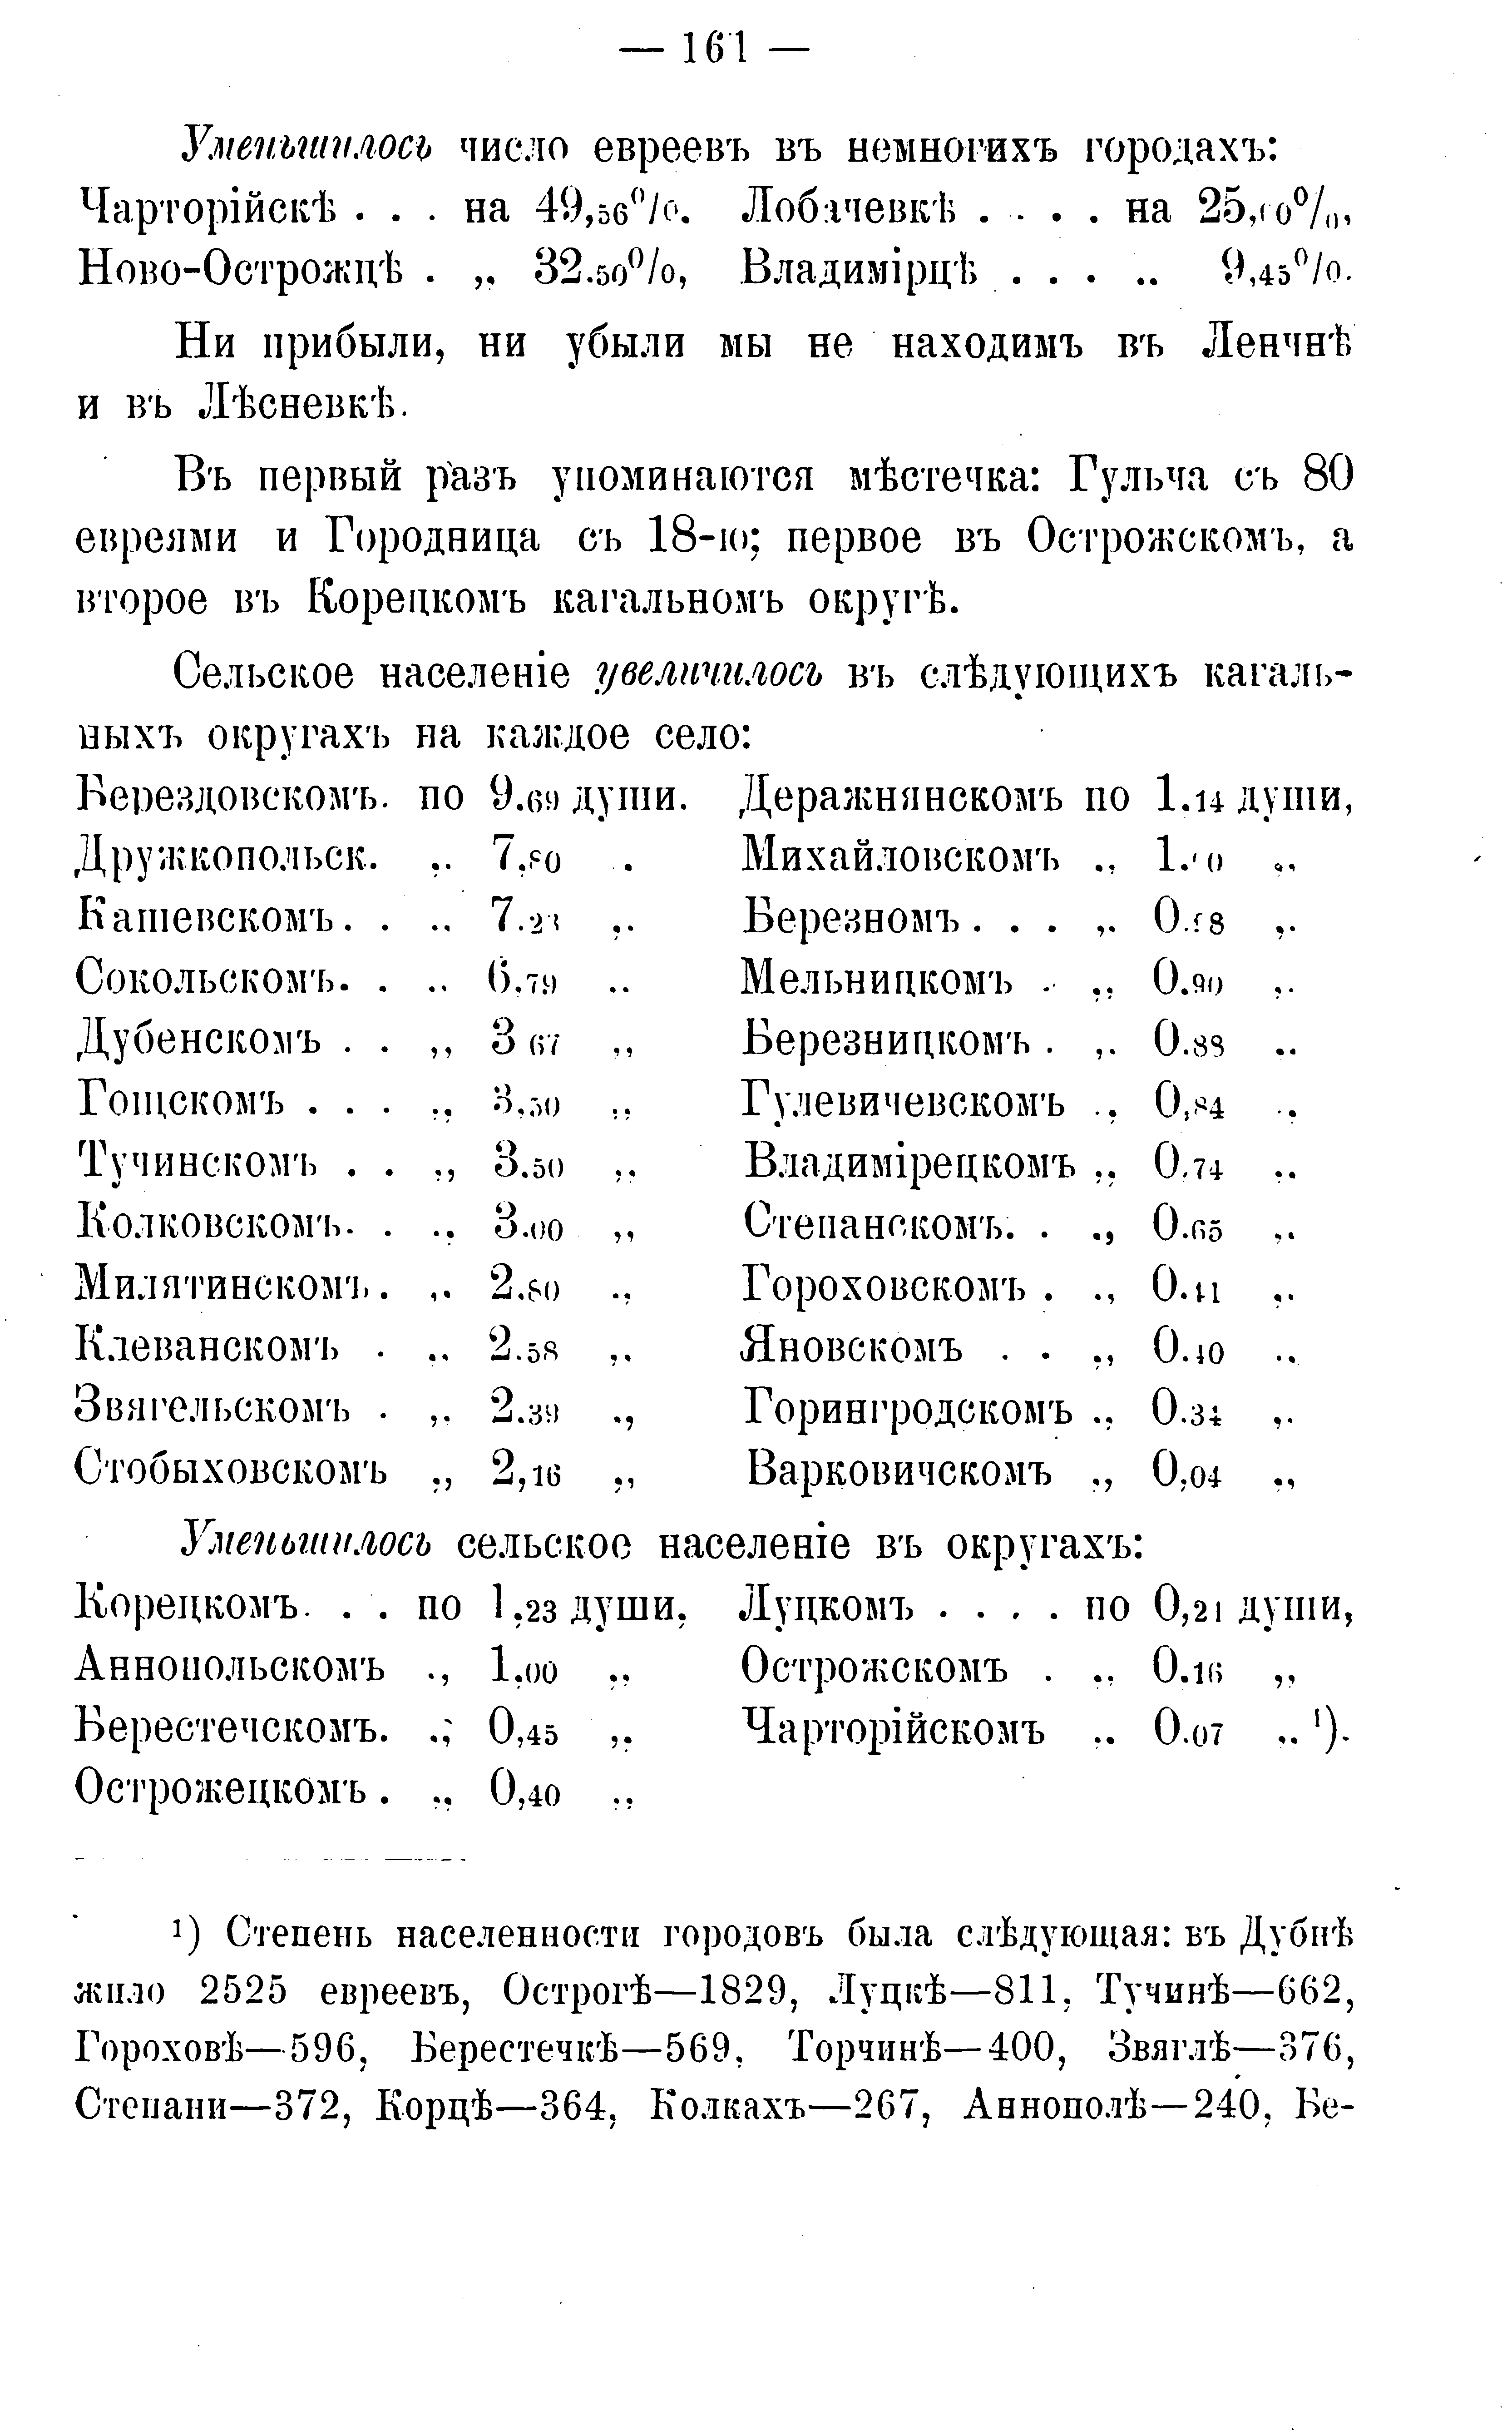 — 161 —
Уменьшилось число евреевъ въ немногихъ городахъ:
Чарторійскѣ . . . на 49,56%. Лобачевкѣ . . . . на 25,00%,
Ново-Острожцѣ . „ 32.50%, Владимірцѣ . . . „ 9,45%.
Ни прибыли, ни убыли мы не находимъ въ Ленчнѣ
и въ Лѣсневкѣ.
Въ первый разъ упоминаются мѣстечка: Гульча съ 80
евреями и Городница съ 18-ю; первое въ Острожскомъ, а
второе въ Корецкомъ кагальномъ округѣ.
Сельское населеніе увеличилось въ слѣдующихъ кагаль-
ныхъ округахъ на каждое село:
Берездовскомъ. по 9.69 души. Деражнянскомъ по 1.14 души,
Дружкопольск. „ 7.80 „ Михайловскомъ „ „
Кашевскомъ. . „ 7.23 „ Березномъ . . . „ „
Сокольскомъ. . „ 6.79 „ Мельницкомъ . „ 0.90 „
Дубенскомъ . . „ 3 67 „ Березницкомъ . „ 0.88 „
Гощскомъ . . . „ 3.50 „ Гулевичевскомъ „ 0,84 „
Тучинскомъ . . „ 3.50 „ Владимірецкомъ „ 0.74 „
Колковскомъ. . „ 3.00 „ Степанскомъ. . „ 0.65 „
Милятинскомъ. „ 2.80 „ Гороховскомъ . „ 0.41 „
Клеванскомъ . „ 2.58 „ Яновскомъ . . „ 0.40 „
Звягельскомъ . „ 2.39 „ Горингродскомъ „ 0.34 „
Стобыховскомъ „ 2,16 „ Варковичскомъ „ 0,04 „
Уменьшилось сельское населеніе въ округахъ:
Корецкомъ. . . по 1,23 души, Луцкомъ . . . . по 0,21 души,
Аннопольскомъ „ 1.00 „ Острожскомъ . „ 0.16 „
Берестечскомъ. „ 0,45 „ Чарторійскомъ „ 0.07 „ ¹).
Острожецкомъ . „ 0,40 „
¹) Степень населенности городовъ была слѣдующая: въ Дубнѣ
жило 2525 евреевъ, Острогѣ—1829, Луцкѣ—811, Тучинѣ—662,
Гороховѣ—596, Берестечкѣ—569, Торчинѣ—400, Звяглѣ—376,
Степани—372, Корцѣ—364, Колкахъ—267, Аннополѣ—240, Бе-